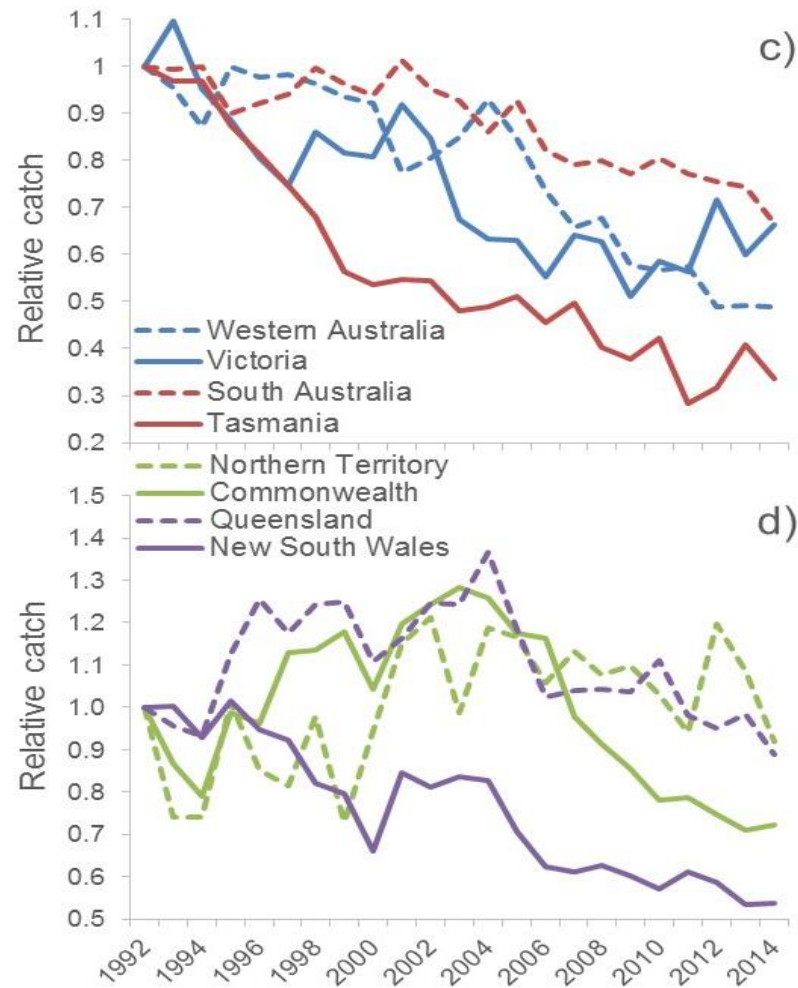 c)
Relative catch
1.1
1
0.9
0.8
0.7
0.6
0.5
0.4
0.3
0.2
Western Australia
Victoria
South Australia
Tasmania
d)
Relative catch
Northern Territory
Commonwealth
Queensland
New South Wales
1.5
1.4
1.3
1.2
1.1
1.0
0.9
0.8
0.7
0.6
0.5
1992
1994
1996
1998
2000
2002
2004
2006
2008
2010
2012
2014